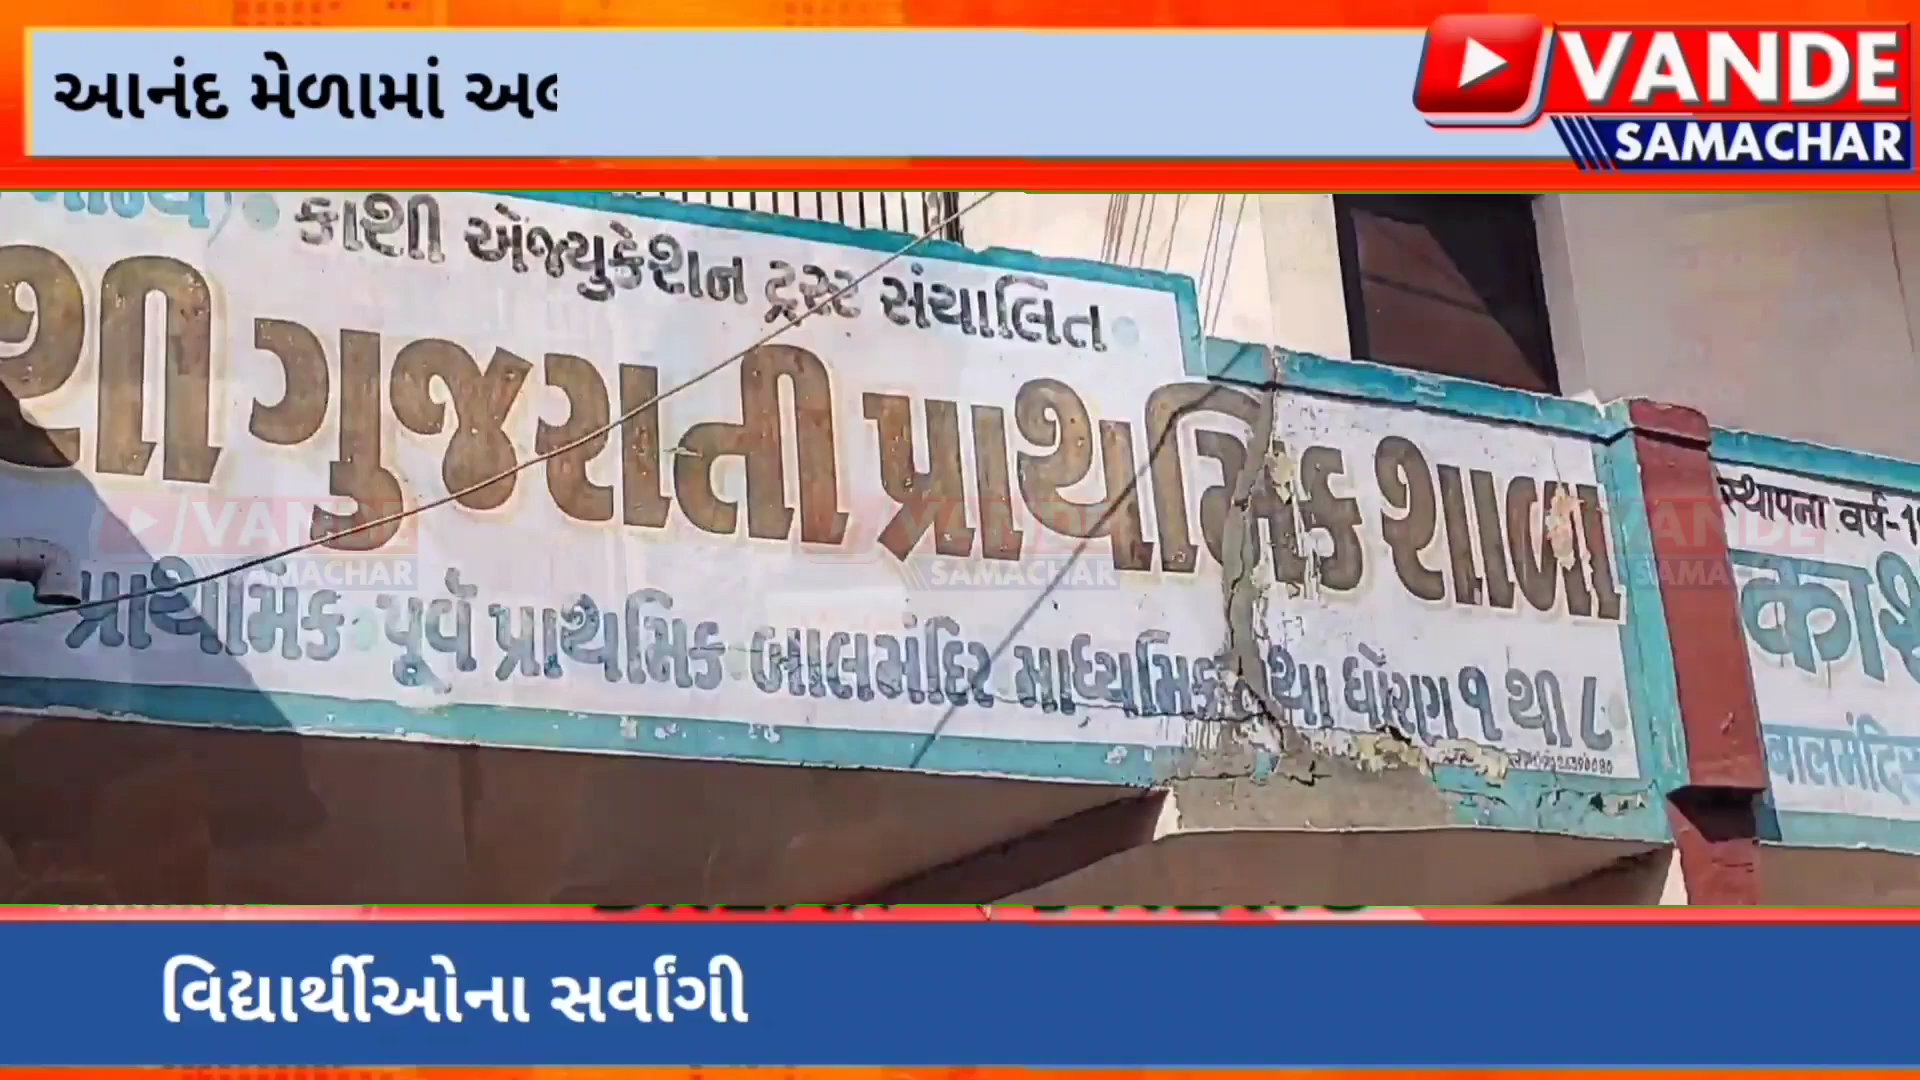 આનંદ મેળામાં
VANDE
SAMACHAR
કાશી એજ્યુકેશન ટ્રસ્ટ સંચાલિત
ગુજરાતી પ્રાથમિક શાળા
પ્રાથમિક પૂર્વ પ્રાથમિક બાલમંદિર માધ્યમિક તથા ધોરણ ૧ થી ૮
સ્થાપના વર્ષ-
વિદ્યાર્થીઓના સર્વાંગી